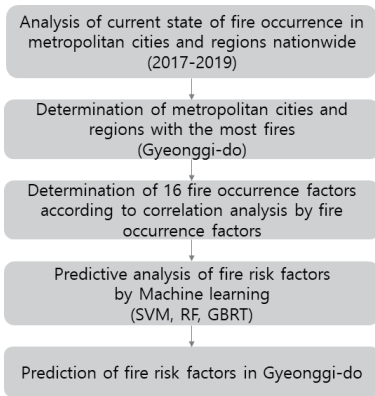 Analysis of current state of fire occurrence in
metropolitan cities and regions nationwide
(2017-2019)
Determination of metropolitan cities and
regions with the most fires
(Gyeonggi-do)
Determination of 16 fire occurrence factors
according to correlation analysis by fire
occurrence factors
Predictive analysis of fire risk factors
by Machine learning
(SVM, RF, GBRT)
Prediction of fire risk factors in Gyeonggi-do